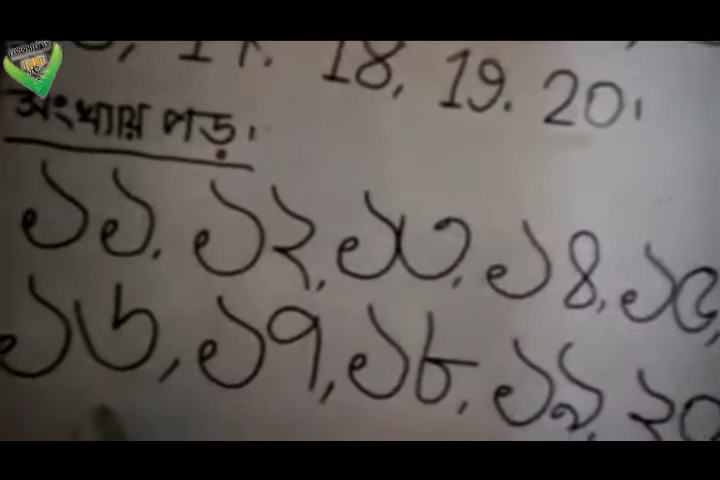 17. 18, 19. 20।
সংখ্যায় পড়।
১১, ১২, ১৩, ১৪, ১৫,
১৬, ১৭, ১৮, ১৯, ২০